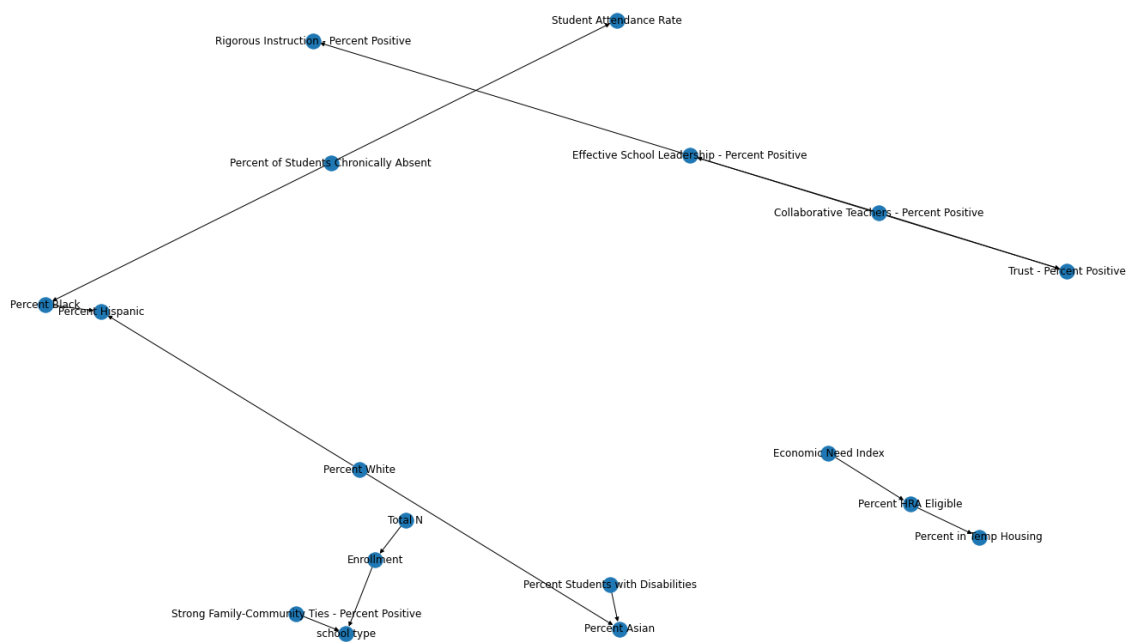 Student Attendance Rate
Rigorous Instruction - Percent Positive
Effective School Leadership - Percent Positive
Percent of Students Chronically Absent
Collaborative Teachers - Percent Positive
Trust - Percent Positive
Percent Black
Percent Hispanic
Economic Need Index
Percent White
Percent HRA Eligible
Total N
Percent in Temp Housing
Enrollment
Percent Students with Disabilities
Strong Family-Community Ties - Percent Positive
Percent Asian
school type